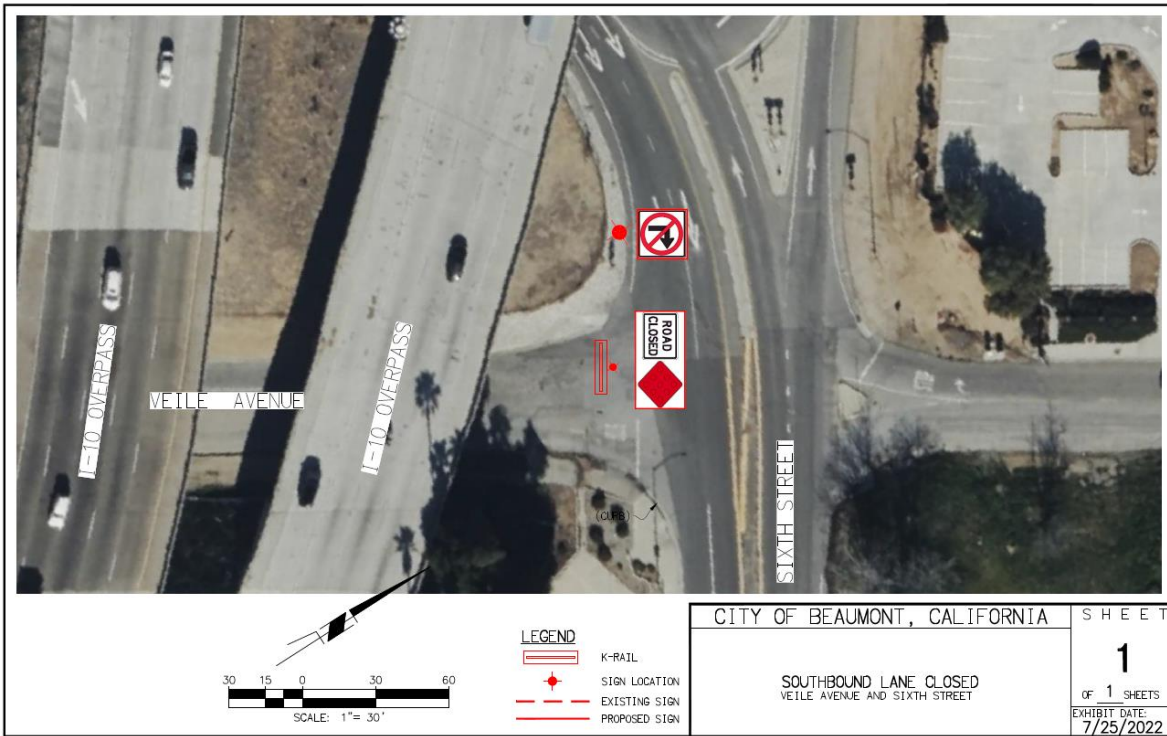 I-10 OVERPASS
VEILE AVENUE
I-10 OVERPASS
ROAD
CLOSED
(CURB)
SIXTH STREET
30 15 0 30 60
SCALE: 1"= 30'
LEGEND
K-RAIL
SIGN LOCATION
EXISTING SIGN
PROPOSED SIGN
CITY OF BEAUMONT, CALIFORNIA
SOUTHBOUND LANE CLOSED
VEILE AVENUE AND SIXTH STREET
SHEET
1
OF 1 SHEETS
EXHIBIT DATE:
7/25/2022